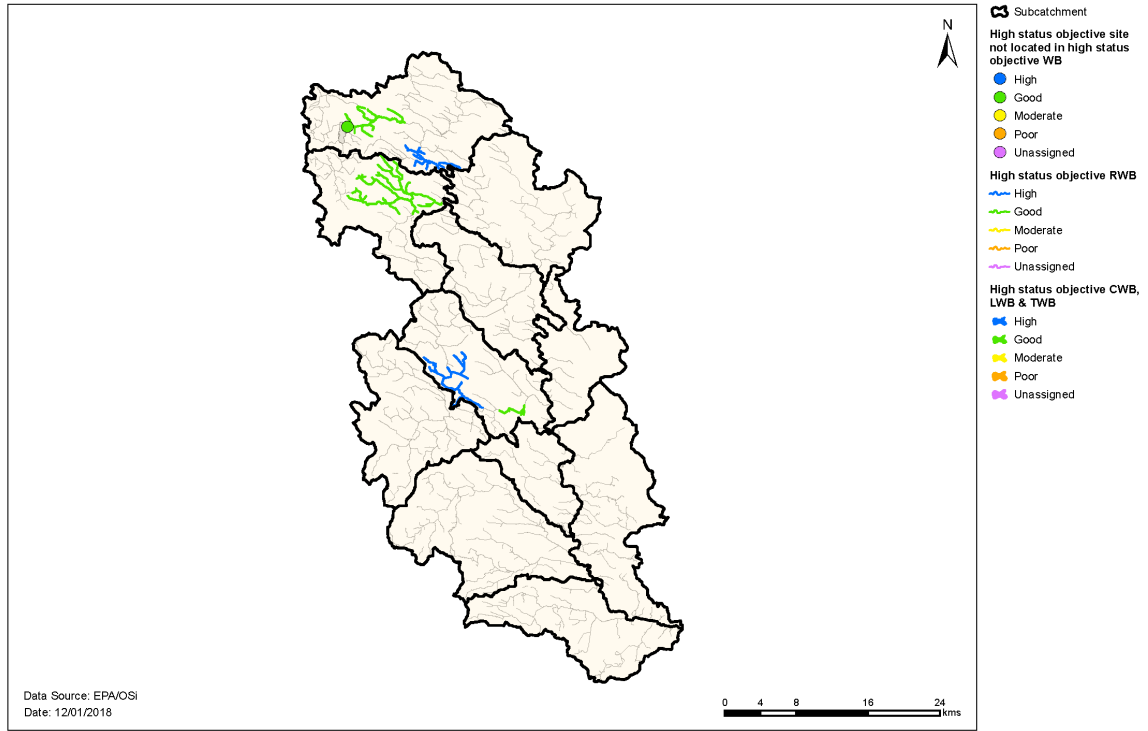 N
Subcatchment
High status objective site
not located in high status
objective WB
High
Good
Moderate
Poor
Unassigned
High status objective RWB
High
Good
Moderate
Poor
Unassigned
High status objective CWB,
LWB & TWB
High
Good
Moderate
Poor
Unassigned
Data Source: EPA/OSi
Date: 12/01/2018
0 4 8 16 24
kms